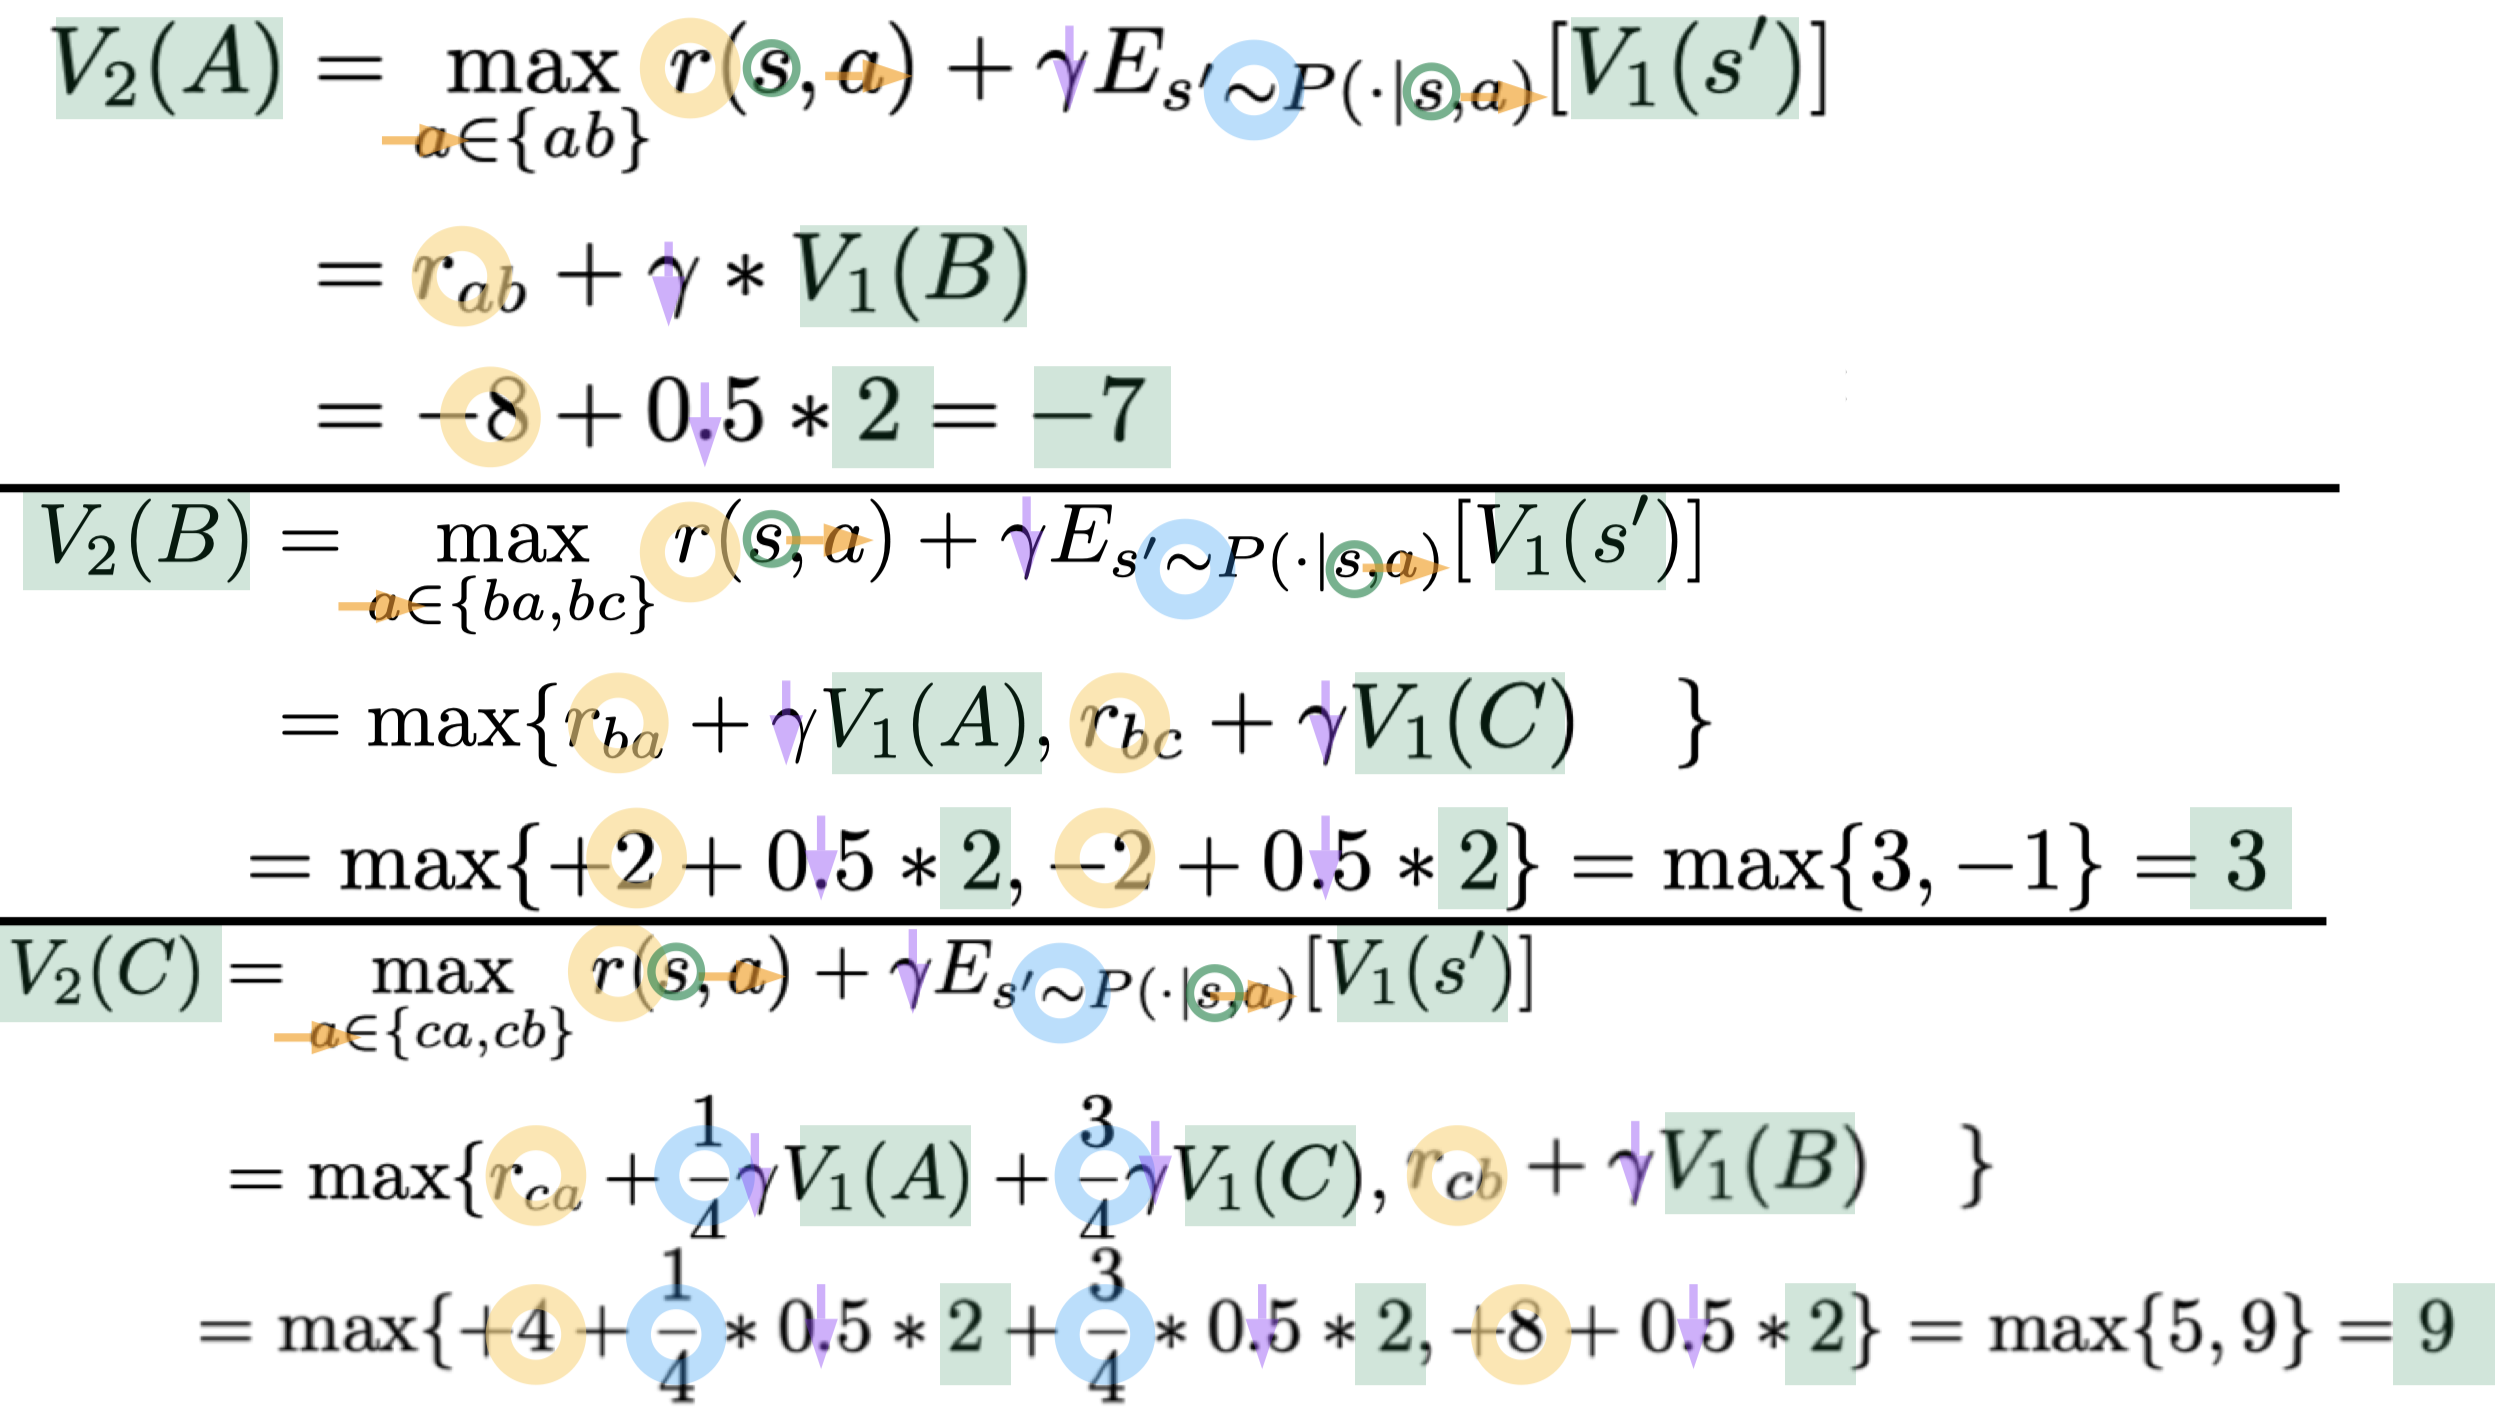 V₂(A) = max r(s, a) + γE_{s′∼P(·|s,a)}[V₁(s′)]
a∈{ab}
= r_{ab} + γ * V₁(B)
= −8 + 0.5 * 2 = −7
V₂(B) = max r(s, a) + γE_{s′∼P(·|s,a)}[V₁(s′)]
a∈{ba,bc}
= max{r_{ba} + γV₁(A), r_{bc} + γV₁(C) }
= max{+2 + 0.5 * 2, −2 + 0.5 * 2} = max{3, −1} = 3
V₂(C) = max r(s, a) + γE_{s′∼P(·|s,a)}[V₁(s′)]
a∈{ca,cb}
= max{r_{ca} + 1/4 γV₁(A) + 3/4 γV₁(C), r_{cb} + γV₁(B) }
= max{+4 + 1/4 * 0.5 * 2 + 3/4 * 0.5 * 2, +8 + 0.5 * 2} = max{5, 9} = 9